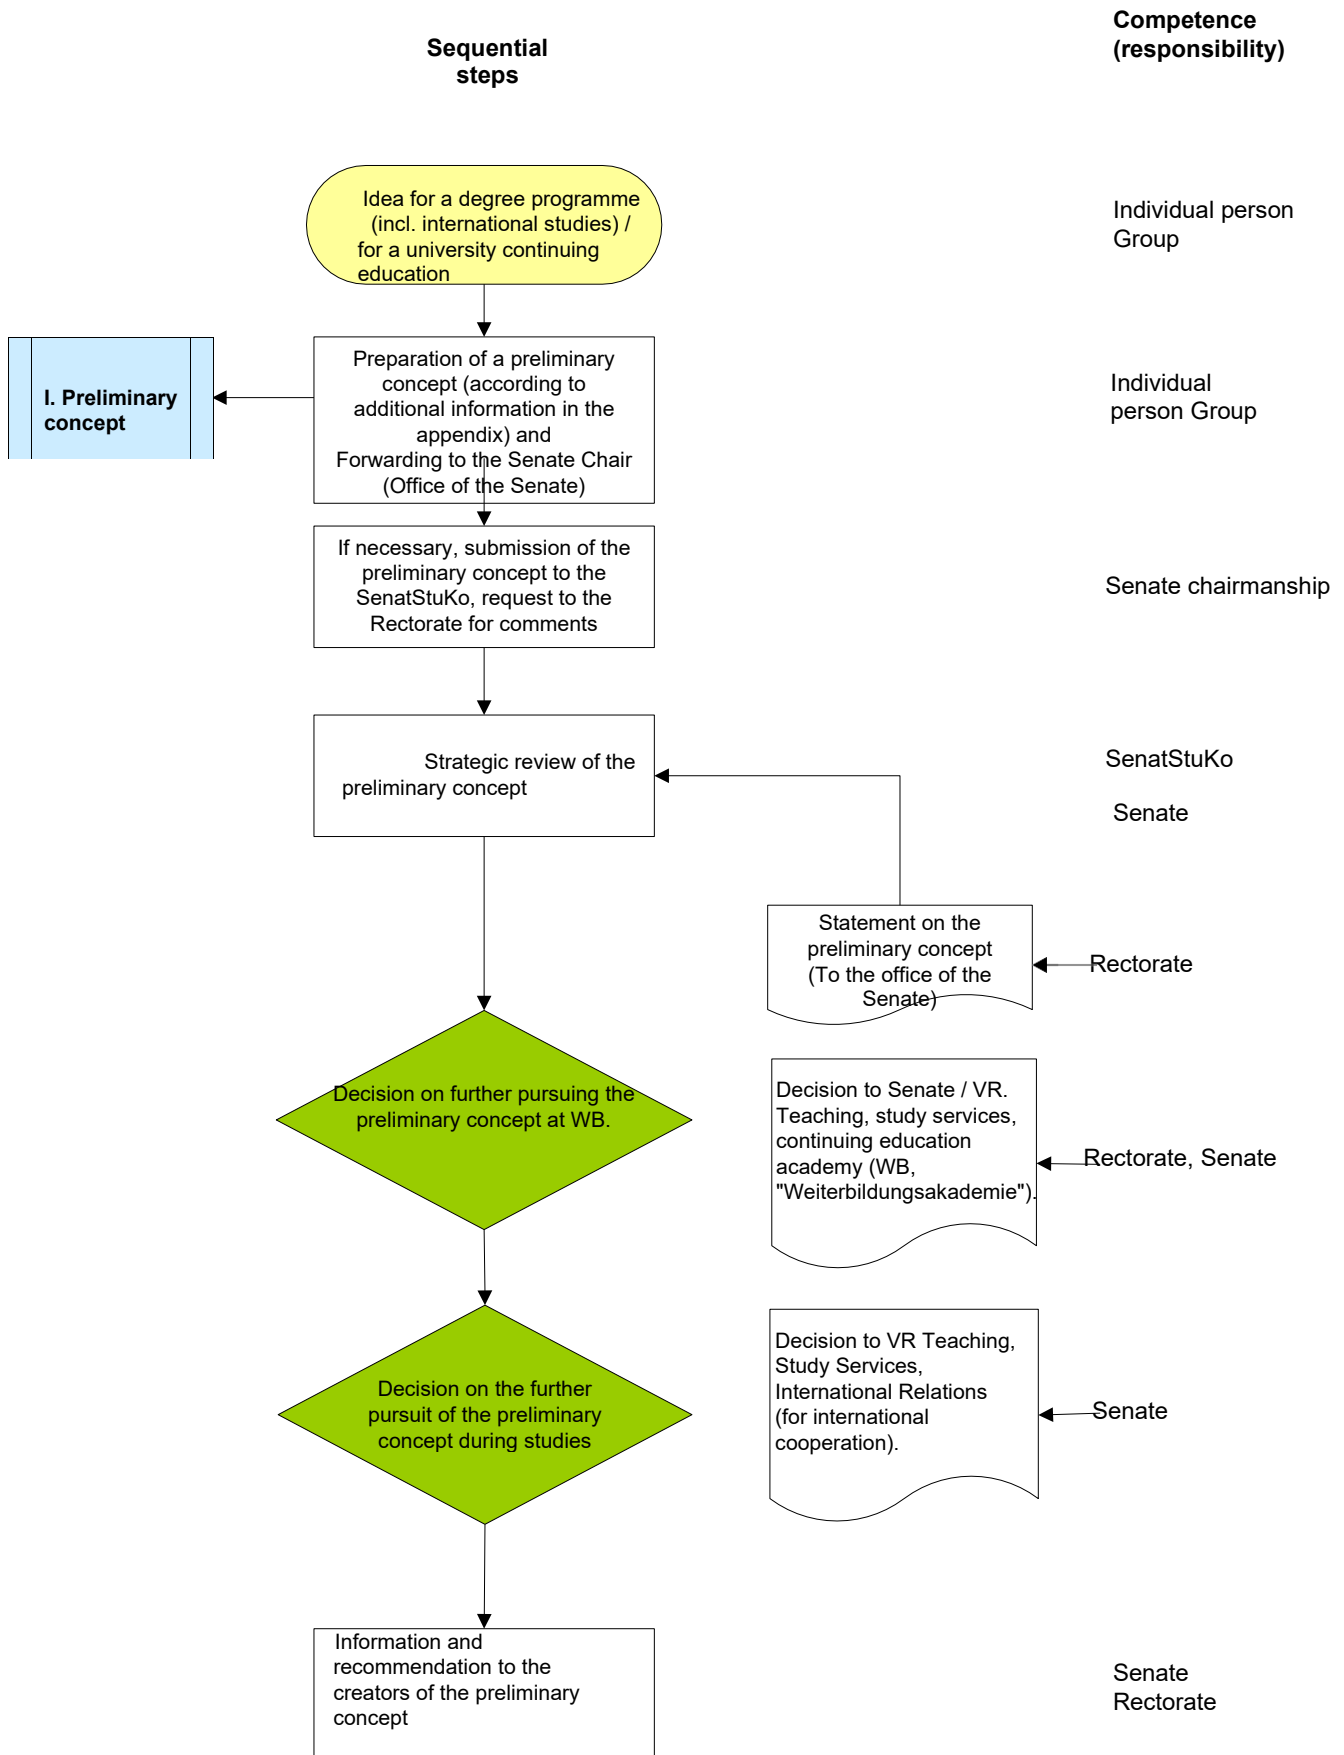 Competence
(responsibility)
Sequential
steps
Idea for a degree programme
(incl. international studies) /
for a university continuing
education
Individual person
Group
I. Preliminary
concept
Preparation of a preliminary
concept (according to
additional information in the
appendix) and
Forwarding to the Senate Chair
(Office of the Senate)
Individual
person Group
If necessary, submission of the
preliminary concept to the
SenatStuKo, request to the
Rectorate for comments
Senate chairmanship
Strategic review of the
preliminary concept
SenatStuKo
Senate
Statement on the
preliminary concept
(To the office of the
Senate)
Rectorate
Decision on further pursuing the
preliminary concept at WB.
Decision to Senate / VR.
Teaching, study services,
continuing education
academy (WB,
"Weiterbildungsakademie").
Rectorate, Senate
Decision on the further
pursuit of the preliminary
concept during studies
Decision to VR Teaching,
Study Services,
International Relations
(for international
cooperation).
Senate
Information and
recommendation to the
creators of the preliminary
concept
Senate
Rectorate